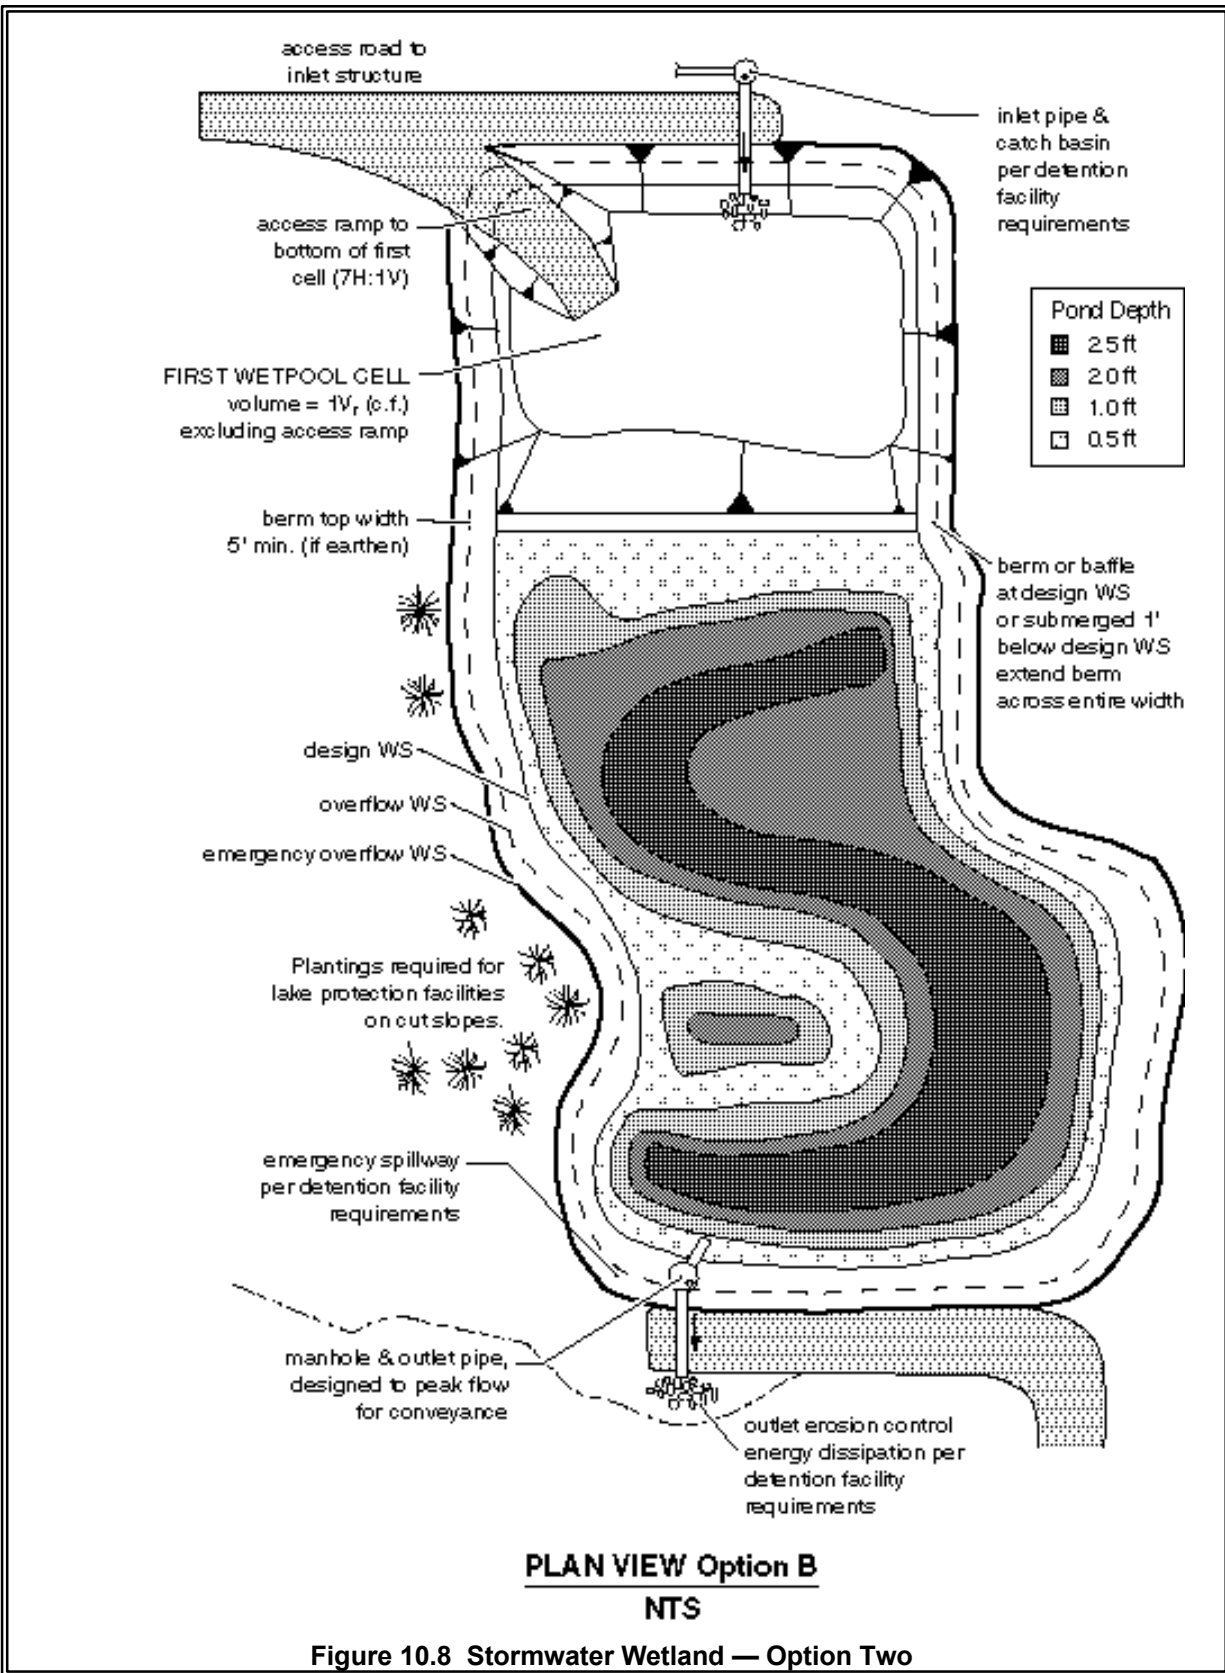 access road to
inlet structure
inlet pipe &
catch basin
per detention
facility
requirements
access ramp to
bottom of first
cell (7H:1V)
Pond Depth
2.5 ft
2.0 ft
1.0 ft
0.5 ft
FIRST WETPOOL CELL
volume = 1Vr (c.f.)
excluding access ramp
berm top width
5' min. (if earthen)
berm or baffle
at design WS
or submerged 1'
below design WS
extend berm
across entire width
design WS
overflow WS
emergency overflow WS
Plantings required for
lake protection facilities
on cut slopes.
emergency spillway
per detention facility
requirements
manhole & outlet pipe,
designed to peak flow
for conveyance
outlet erosion control
energy dissipation per
detention facility
requirements
PLAN VIEW Option B
NTS
Figure 10.8 Stormwater Wetland — Option Two